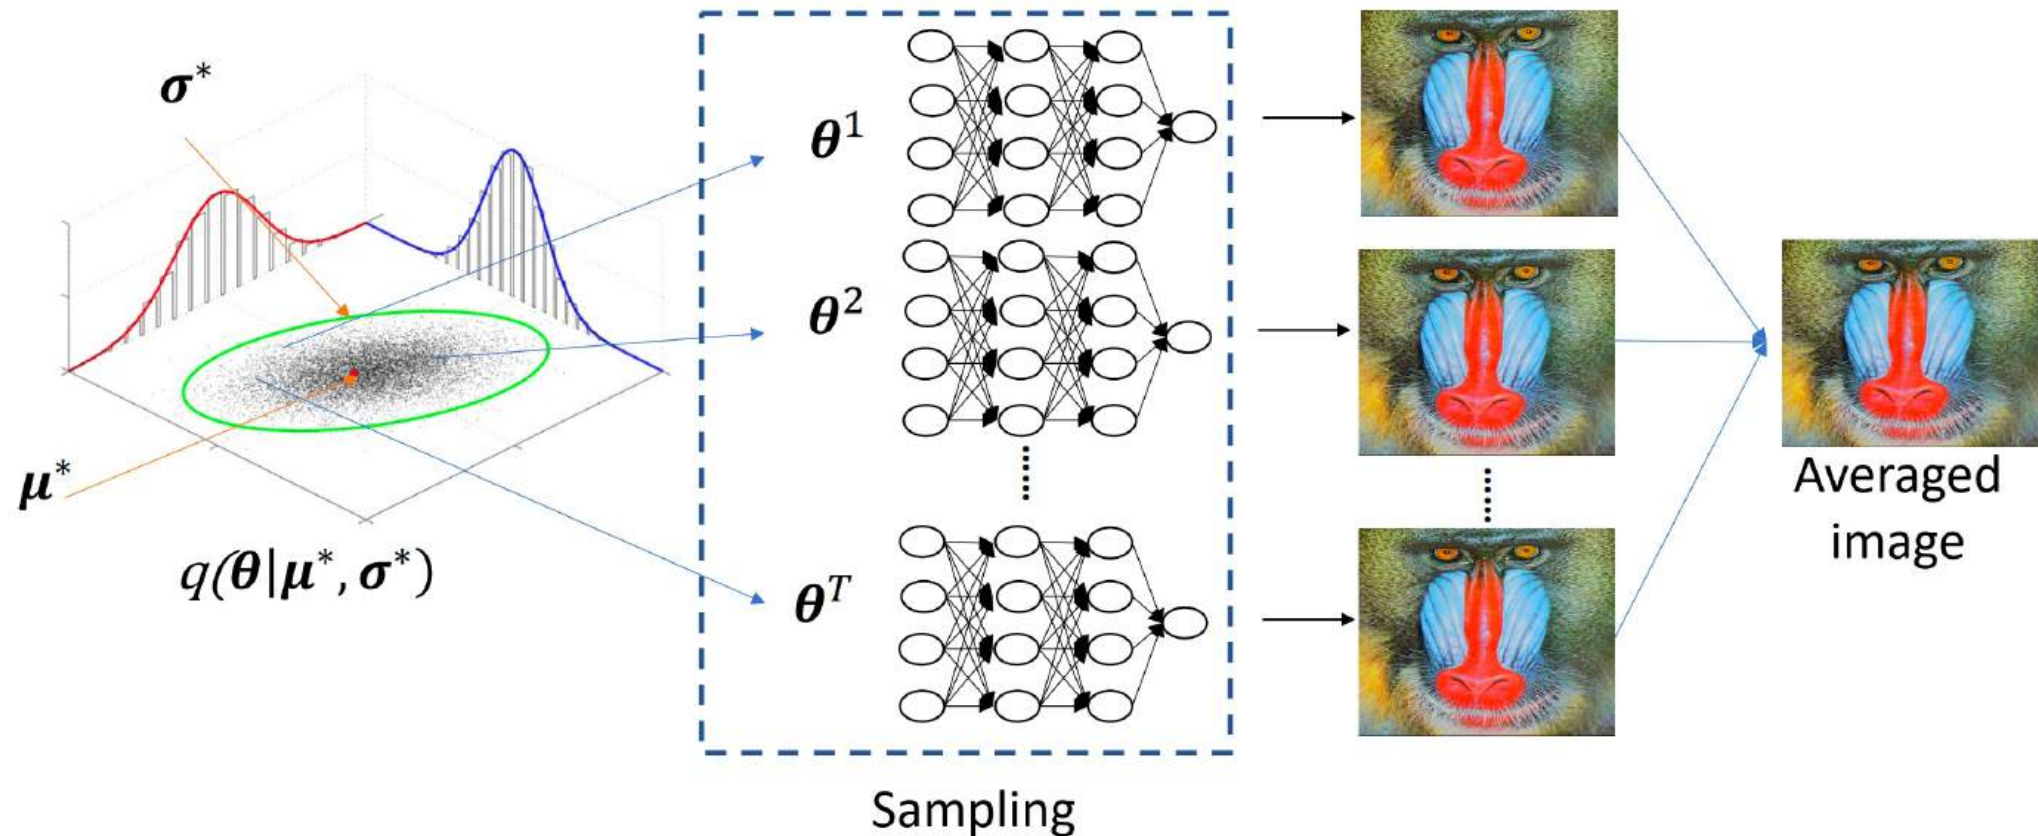 σ*
μ*
q(θ|μ*, σ*)
θ¹
θ²
......
θᵀ
Sampling
......
Averaged
image